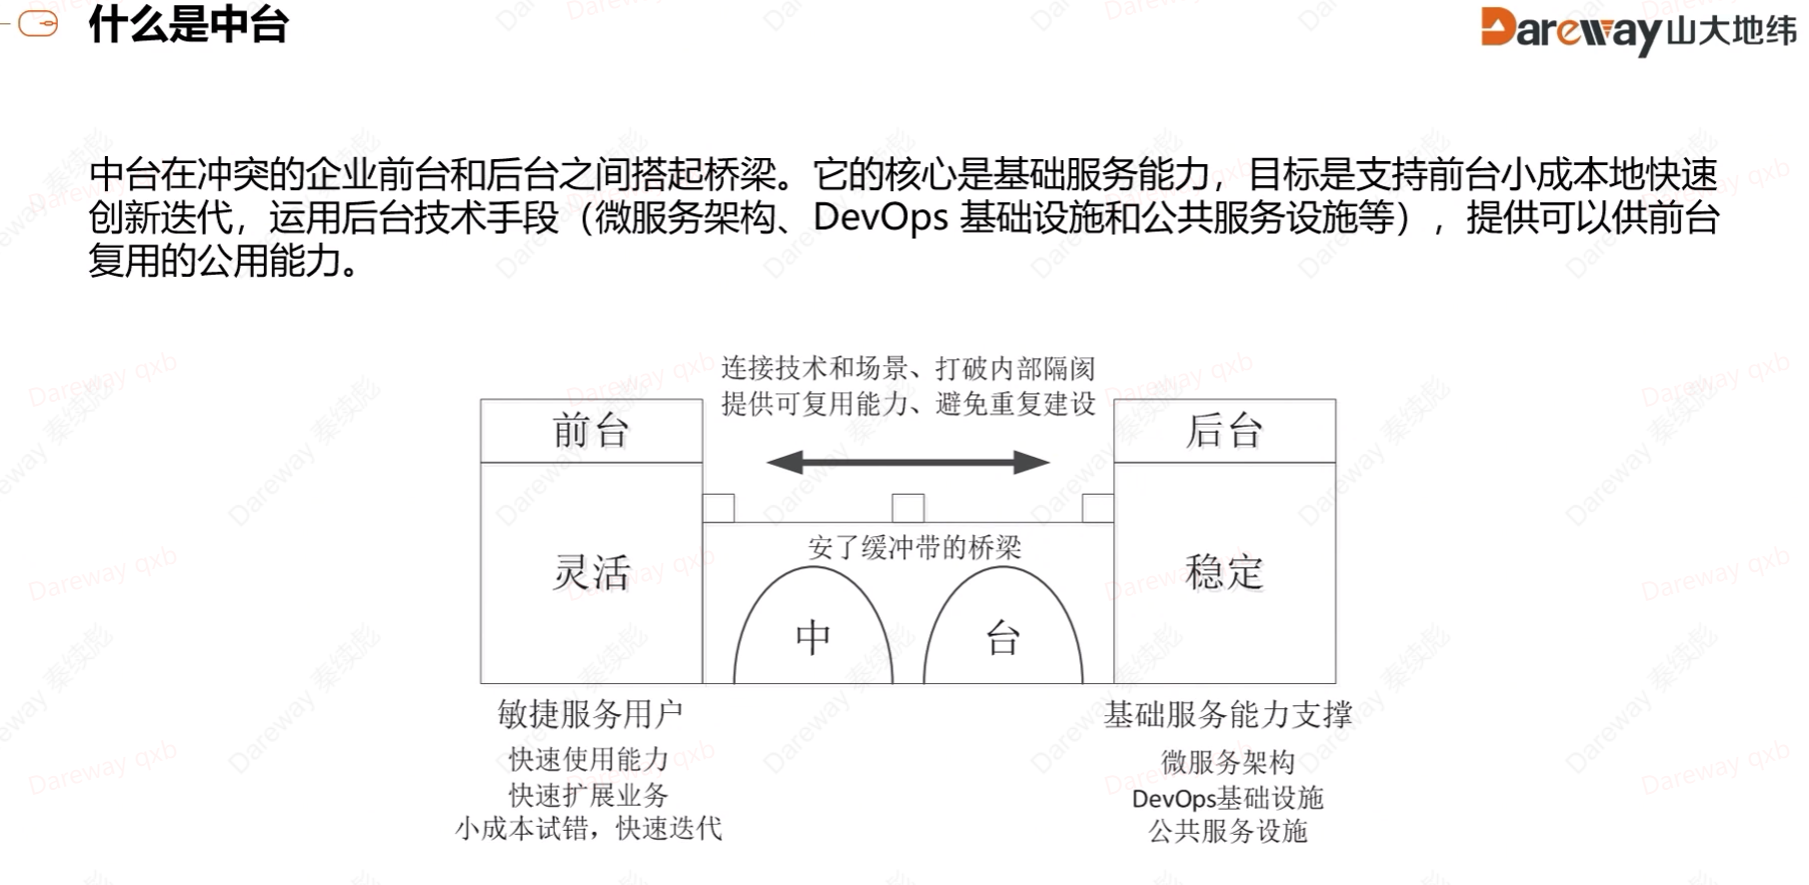 什么是中台
Dareway山大地纬
中台在冲突的企业前台和后台之间搭起桥梁。它的核心是基础服务能力，目标是支持前台小成本地快速
创新迭代，运用后台技术手段（微服务架构、DevOps 基础设施和公共服务设施等），提供可以供前台
复用的公用能力。
连接技术和场景、打破内部隔阂
提供可复用能力、避免重复建设
前台
后台
安了缓冲带的桥梁
灵活
稳定
中
台
敏捷服务用户
快速使用能力
快速扩展业务
小成本试错，快速迭代
基础服务能力支撑
微服务架构
DevOps基础设施
公共服务设施
Dareway qxb
Dareway 秦续彪